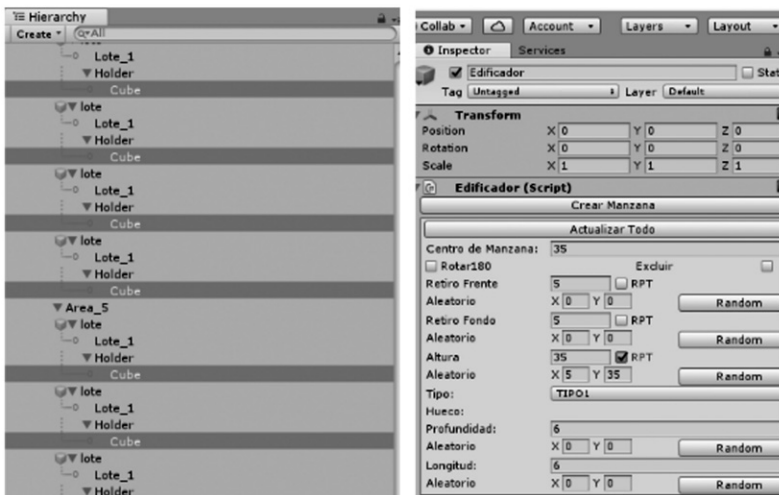 Hierarchy
Create
All
Lote_1
Holder
Cube
lote
Lote_1
Holder
Cube
lote
Lote_1
Holder
Cube
lote
Lote_1
Holder
Cube
Area_5
lote
Lote_1
Holder
Cube
lote
Lote_1
Holder
Cube
lote
Lote_1
Holder
Collab Account Layers Layout
Inspector Services
Edificador Stat
Tag Untagged Layer Default
Transform
Position X 0 Y 0 Z 0
Rotation X 0 Y 0 Z 0
Scale X 1 Y 1 Z 1
Edificador (Script)
Crear Manzana
Actualizar Todo
Centro de Manzana: 35
Rotar180 Excluir
Retiro Frente 5 RPT
Aleatorio X 0 Y 0 Random
Retiro Fondo 5 RPT
Aleatorio X 0 Y 0 Random
Altura 35 RPT
Aleatorio X 5 Y 35 Random
Tipo: TIPO1
Hueco:
Profundidad: 6
Aleatorio X 0 Y 0 Random
Longitud: 6
Aleatorio X 0 Y 0 Random